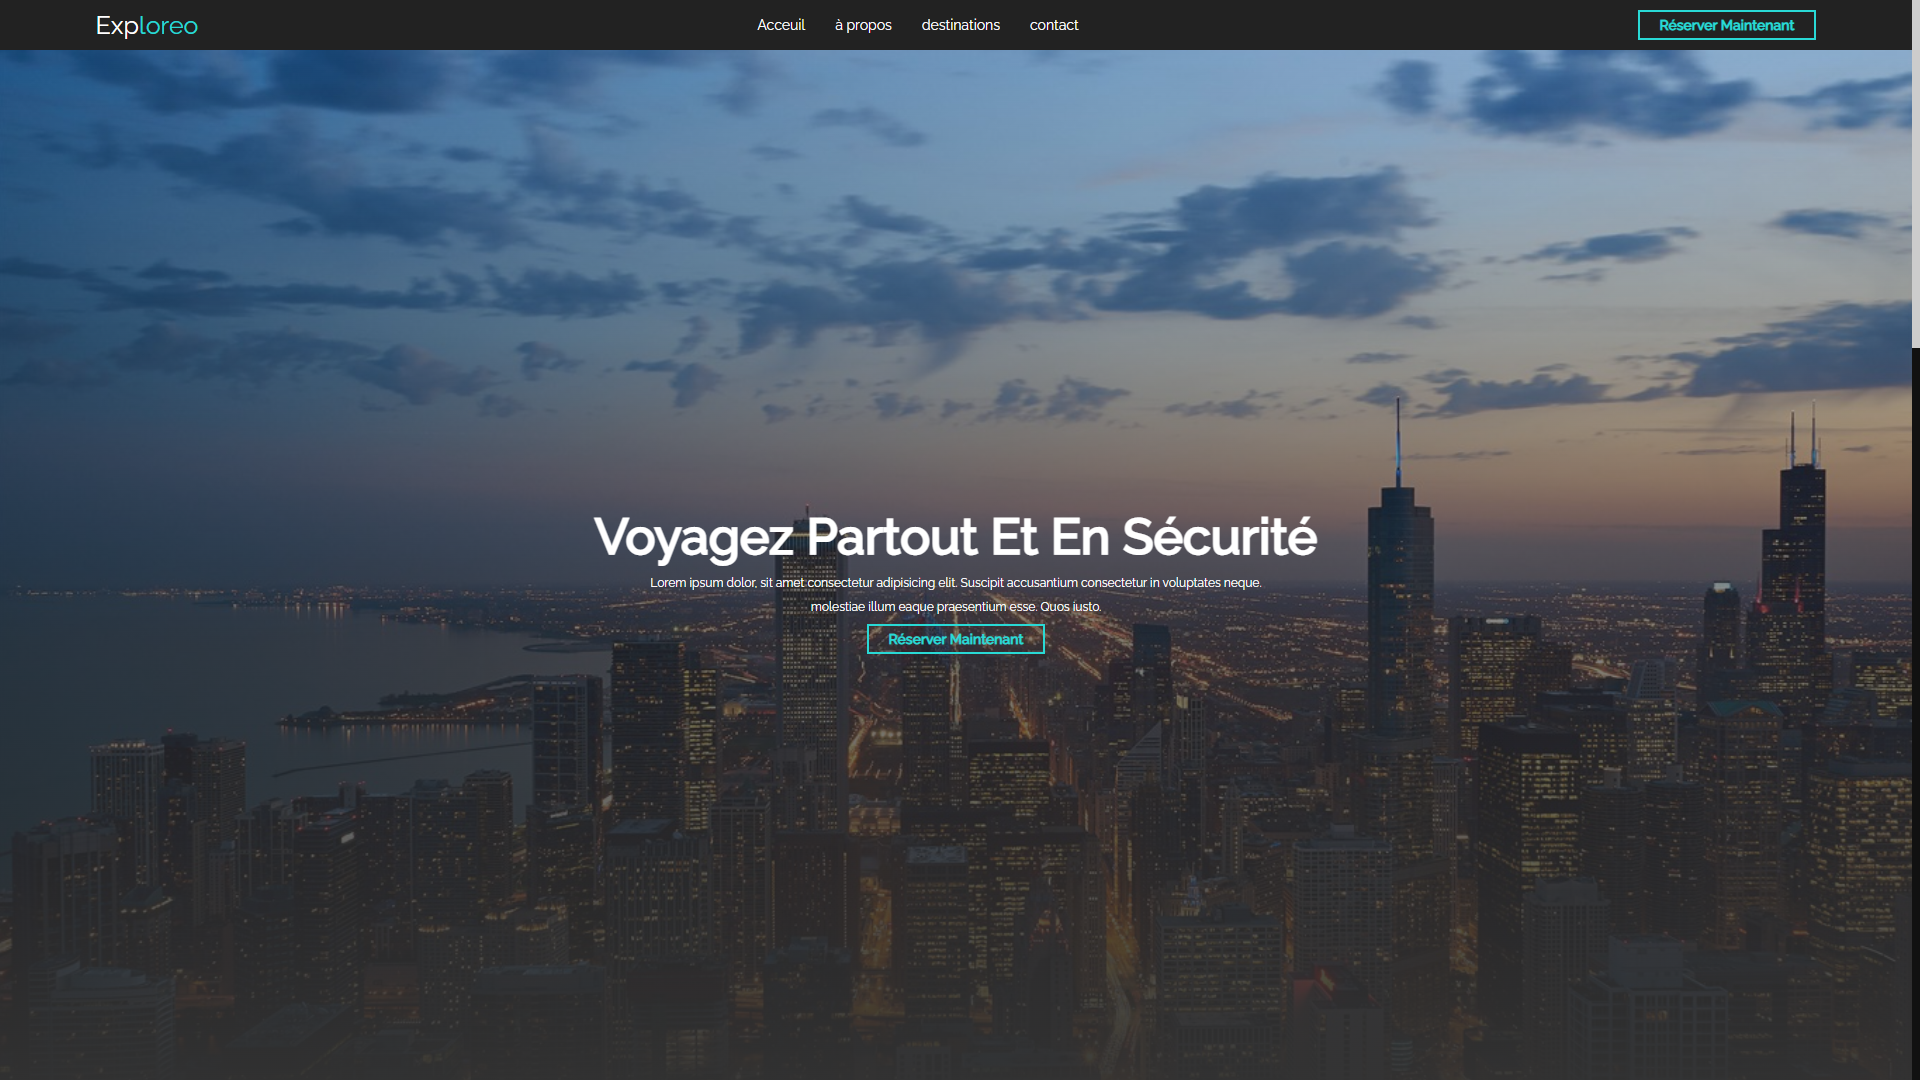 Exploreo
Acceuil à propos destinations contact
Réserver Maintenant
Voyagez Partout Et En Sécurité
Lorem ipsum dolor, sit amet consectetur adipisicing elit. Suscipit accusantium consectetur in voluptates neque.
molestiae illum eaque praesentium esse. Quos iusto.
Réserver Maintenant